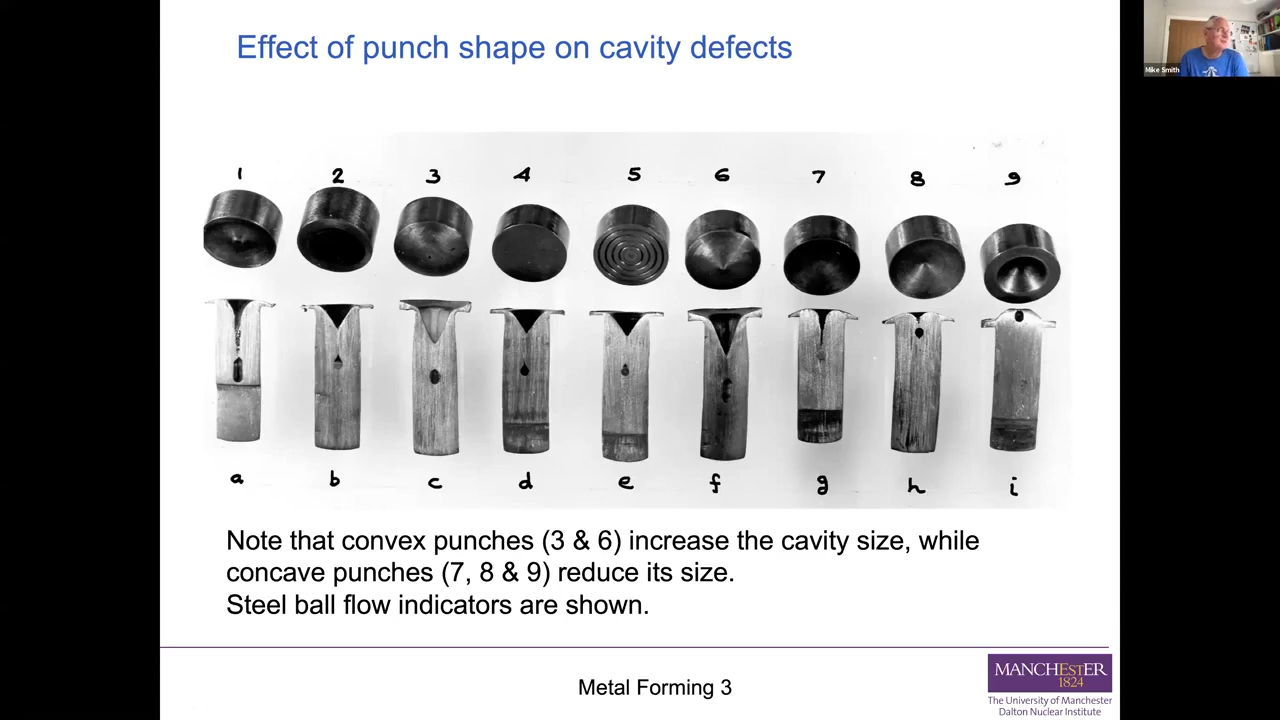 Effect of punch shape on cavity defects
Mike Smith
1 2 3 4 5 6 7 8 9
a b c d e f g h i
Note that convex punches (3 & 6) increase the cavity size, while
concave punches (7, 8 & 9) reduce its size.
Steel ball flow indicators are shown.
Metal Forming 3
MANCHESTER
1824
The University of Manchester
Dalton Nuclear Institute